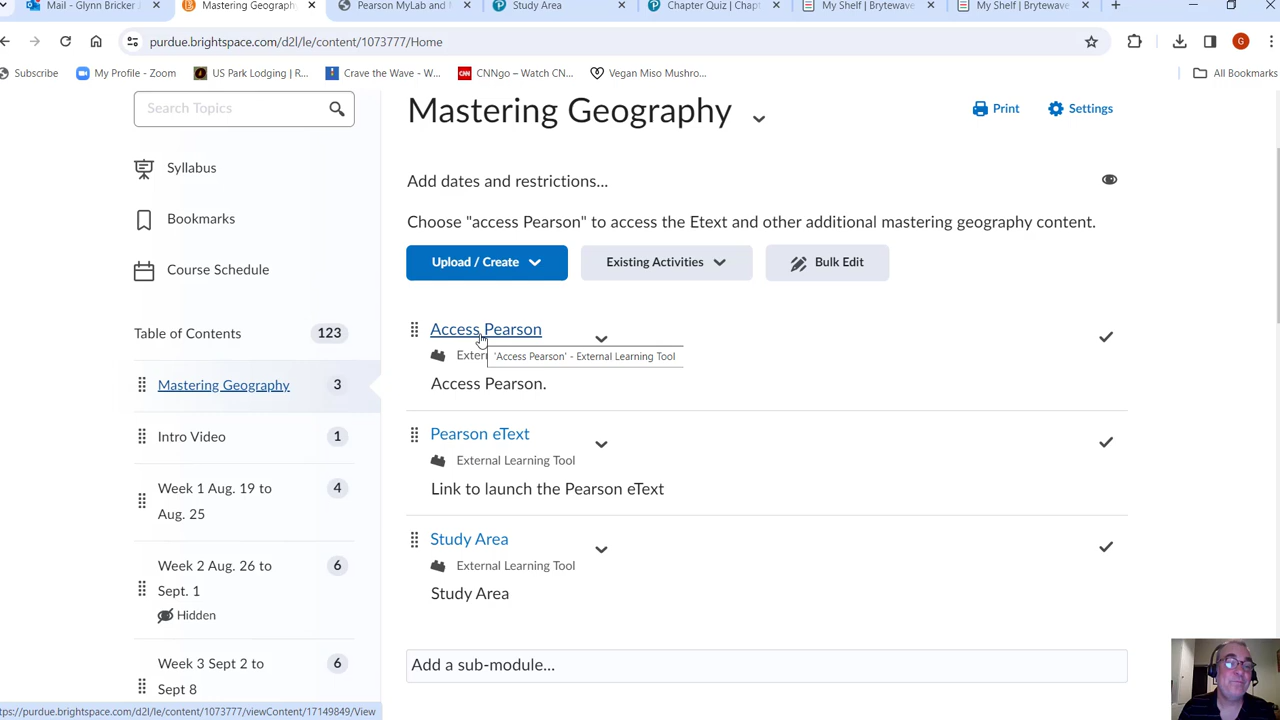 Mail - Glynn Bricker J
Mastering Geography
Pearson MyLab and M
Study Area
Chapter Quiz | Chapt
My Shelf | Brytewave
My Shelf | Brytewave
purdue.brightspace.com/d2l/le/content/1073777/Home
G
Subscribe
My Profile - Zoom
US Park Lodging | R...
Crave the Wave - W...
CNN
CNNgo – Watch CN...
Vegan Miso Mushro...
All Bookmarks
Search Topics
Mastering Geography
Print
Settings
Syllabus
Add dates and restrictions...
Bookmarks
Choose "access Pearson" to access the Etext and other additional mastering geography content.
Upload / Create
Existing Activities
Bulk Edit
Course Schedule
Table of Contents 123
Access Pearson
'Access Pearson' - External Learning Tool
Access Pearson.
Mastering Geography 3
Intro Video 1
Pearson eText
External Learning Tool
Link to launch the Pearson eText
Week 1 Aug. 19 to 4
Aug. 25
Study Area
External Learning Tool
Study Area
Week 2 Aug. 26 to 6
Sept. 1
Hidden
Week 3 Sept 2 to 6
Sept 8
Add a sub-module...
tps://purdue.brightspace.com/d2l/le/content/1073777/viewContent/17149849/View